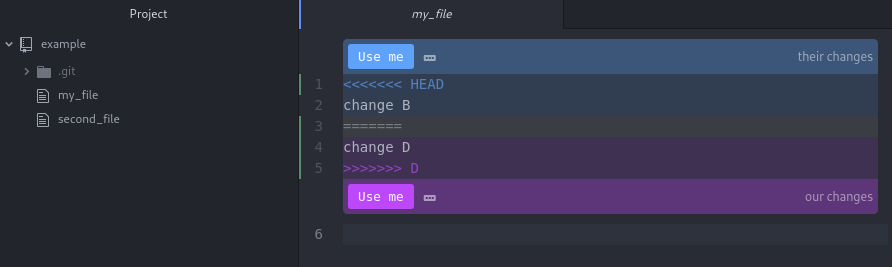 Project
example
.git
my_file
second_file
my_file
Use me their changes
1 <<<<<<< HEAD
2 change B
3 =======
4 change D
5 >>>>>>> D
Use me our changes
6